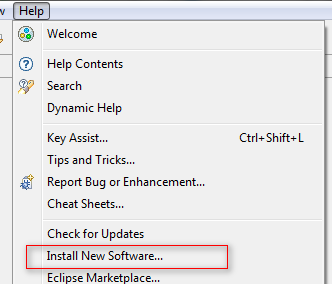 Help
Welcome
Help Contents
Search
Dynamic Help
Key Assist... Ctrl+Shift+L
Tips and Tricks...
Report Bug or Enhancement...
Cheat Sheets...
Check for Updates
Install New Software...
Eclipse Marketplace...